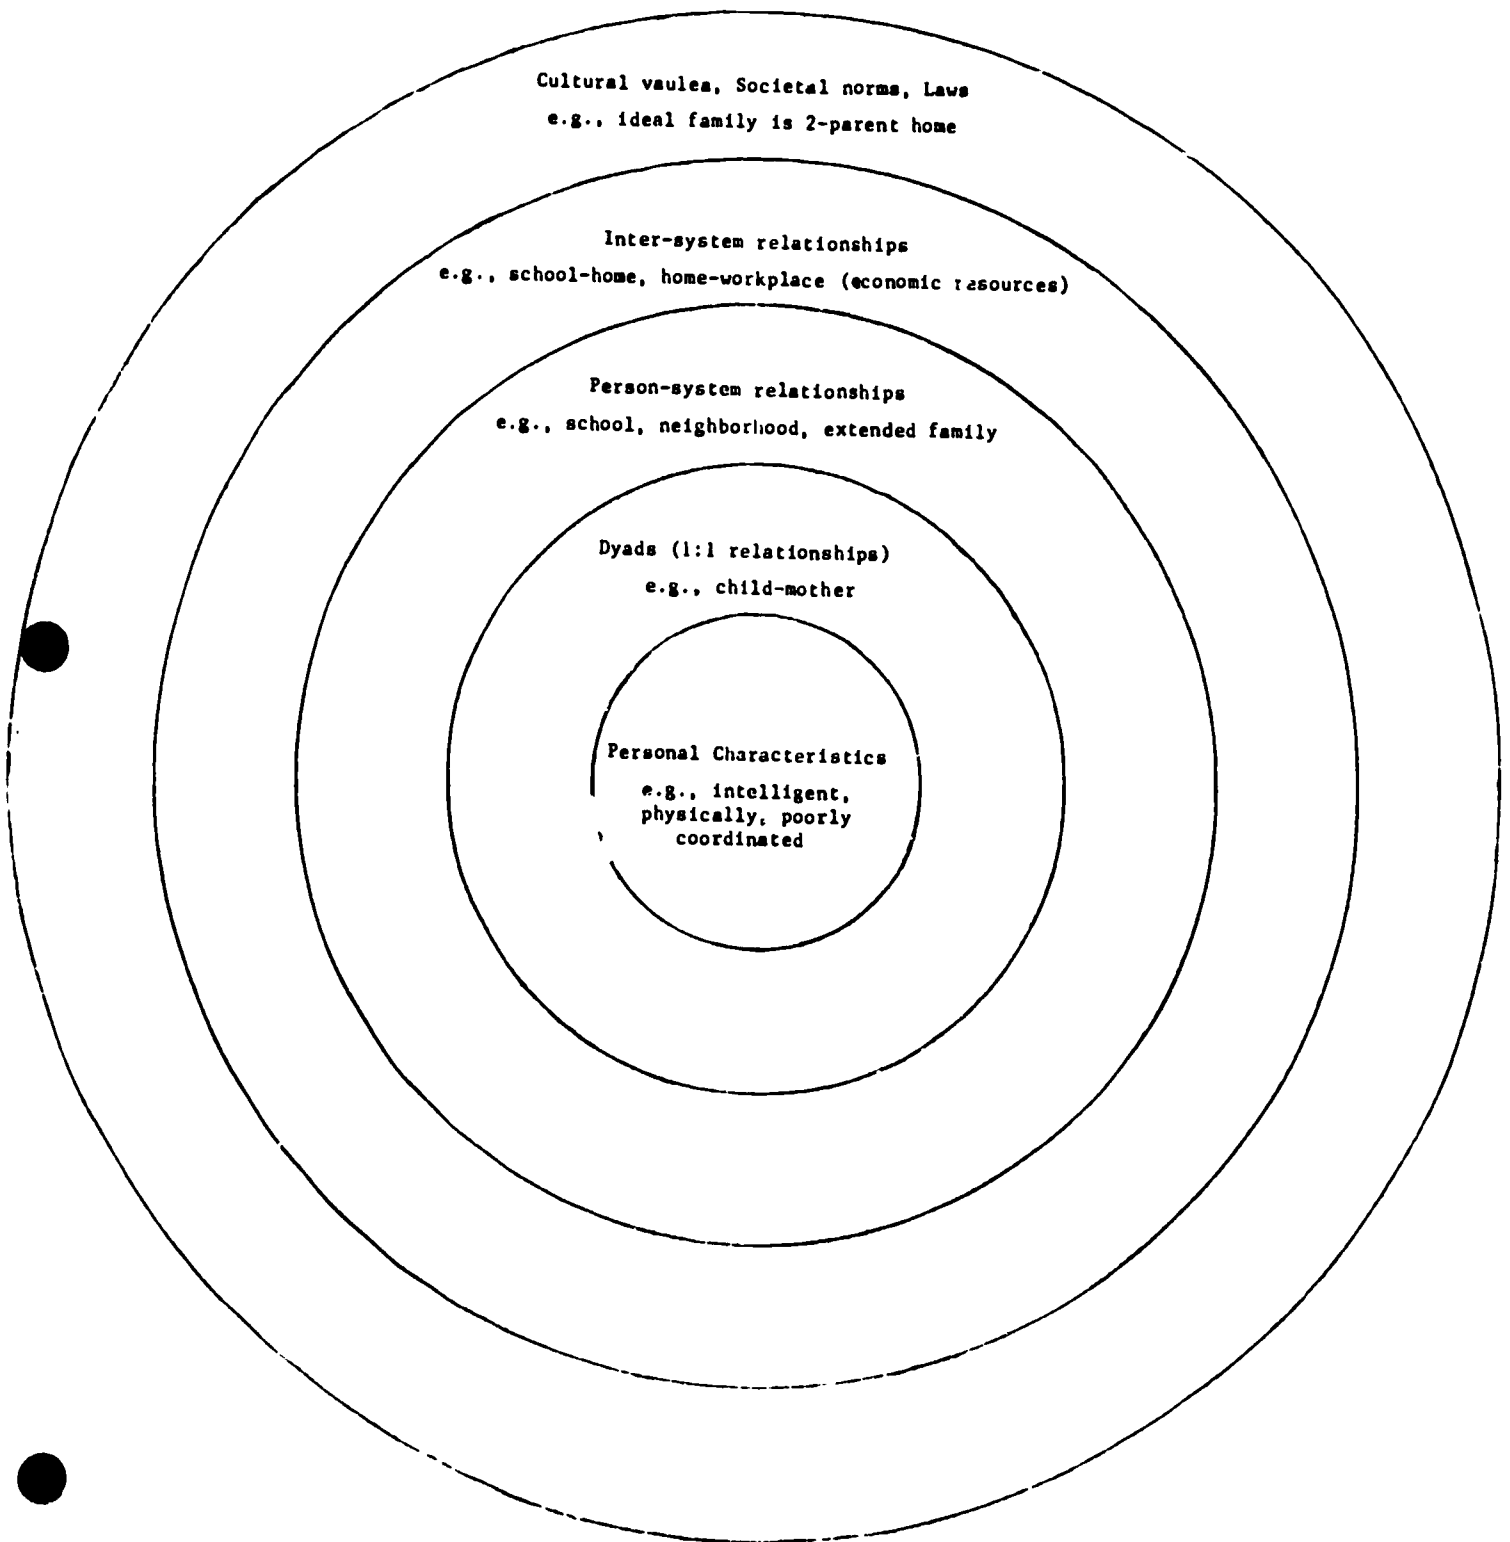 Cultural vaulea, Societal norms, Laws
e.g., ideal family is 2-parent home
Inter-system relationships
e.g., school-home, home-workplace (economic resources)
Person-system relationships
e.g., school, neighborhood, extended family
Dyads (1:1 relationships)
e.g., child-mother
Personal Characteristics
e.g., intelligent,
physically, poorly
coordinated